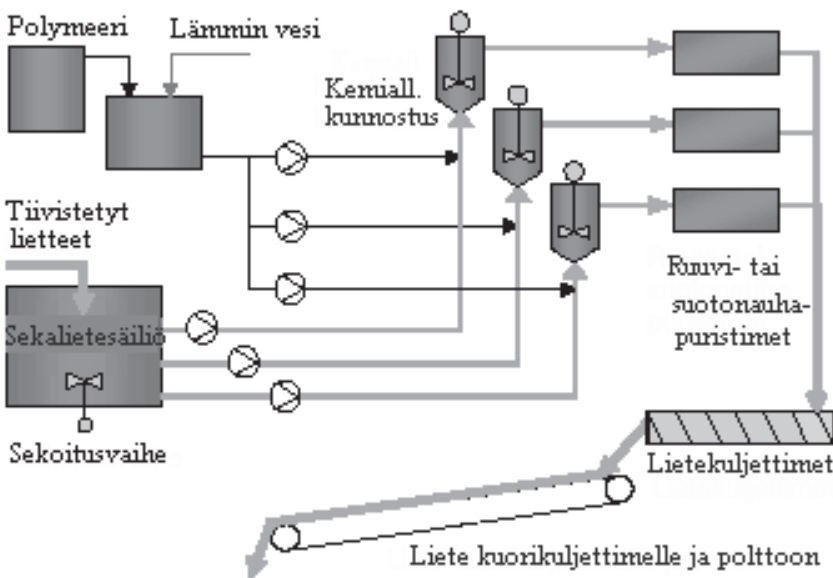 Polymeeri
Lämmin vesi
Kemiall.
kunnostus
Tiivistetyt
lietteet
Sekalietesäiliö
Sekoitusvaihe
Ruuvi- tai
suotonauha-
puristimet
Lietekuljettimet
Liete kuorikuljettimelle ja polttoon